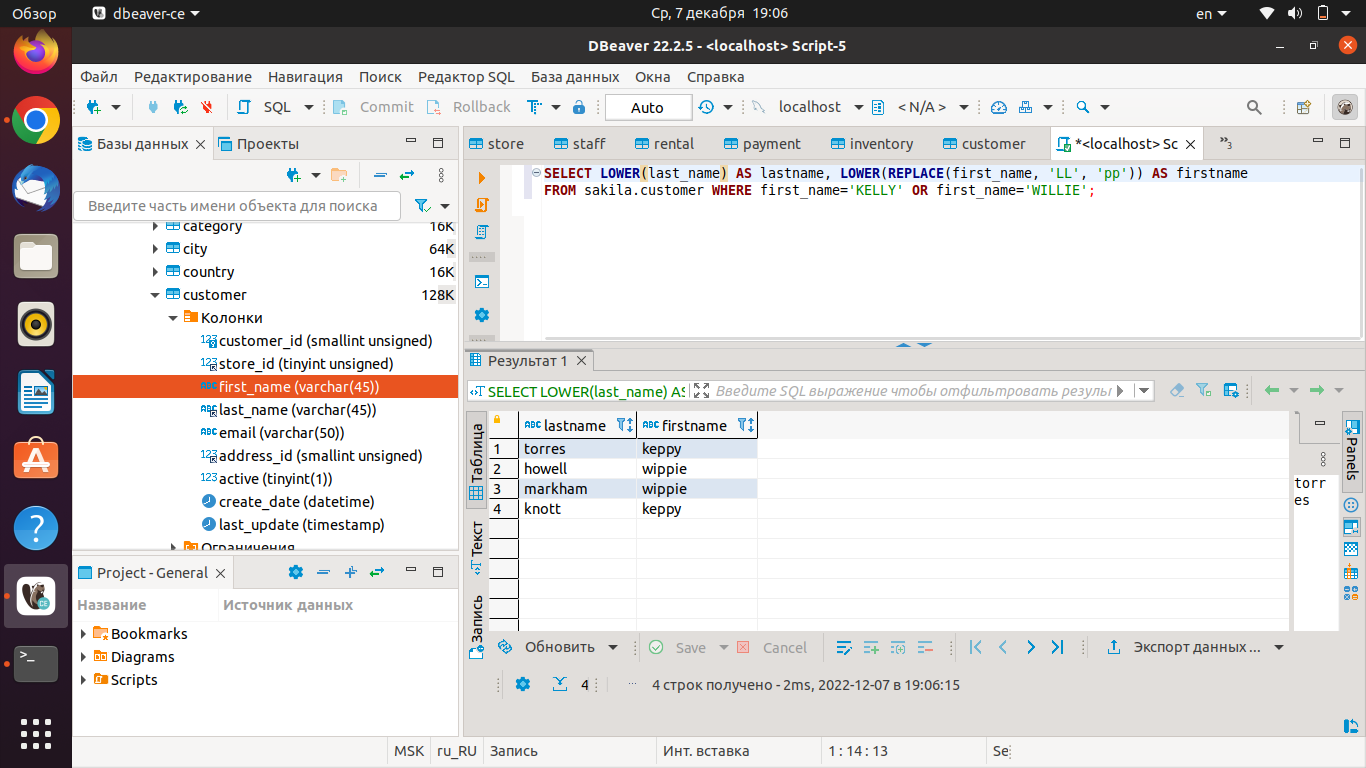 Обзор dbeaver-ce Ср, 7 декабря 19:06 en
DBeaver 22.2.5 - <localhost> Script-5
Файл Редактирование Навигация Поиск Редактор SQL База данных Окна Справка
SQL Commit Rollback Auto localhost < N/A >
Базы данных Проекты
Введите часть имени объекта для поиска
category 16K
city 64K
country 16K
customer 128K
Колонки
customer_id (smallint unsigned)
store_id (tinyint unsigned)
first_name (varchar(45))
last_name (varchar(45))
email (varchar(50))
address_id (smallint unsigned)
active (tinyint(1))
create_date (datetime)
last_update (timestamp)
Ограничения
Project - General
Название Источник данных
Bookmarks
Diagrams
Scripts
store staff rental payment inventory customer *<localhost> Sc »3
SELECT LOWER(last_name) AS lastname, LOWER(REPLACE(first_name, 'LL', 'pp')) AS firstname
FROM sakila.customer WHERE first_name='KELLY' OR first_name='WILLIE';
Результат 1
SELECT LOWER(last_name) AS Введите SQL выражение чтобы отфильтровать результ
Таблица
Текст
Запись
lastname firstname
1 torres keppy
2 howell wippie
3 markham wippie
4 knott keppy
torr
es
Panels
Обновить Save Cancel Экспорт данных ...
4 4 строк получено - 2ms, 2022-12-07 в 19:06:15
MSK ru_RU Запись Инт. вставка 1 : 14 : 13 Se